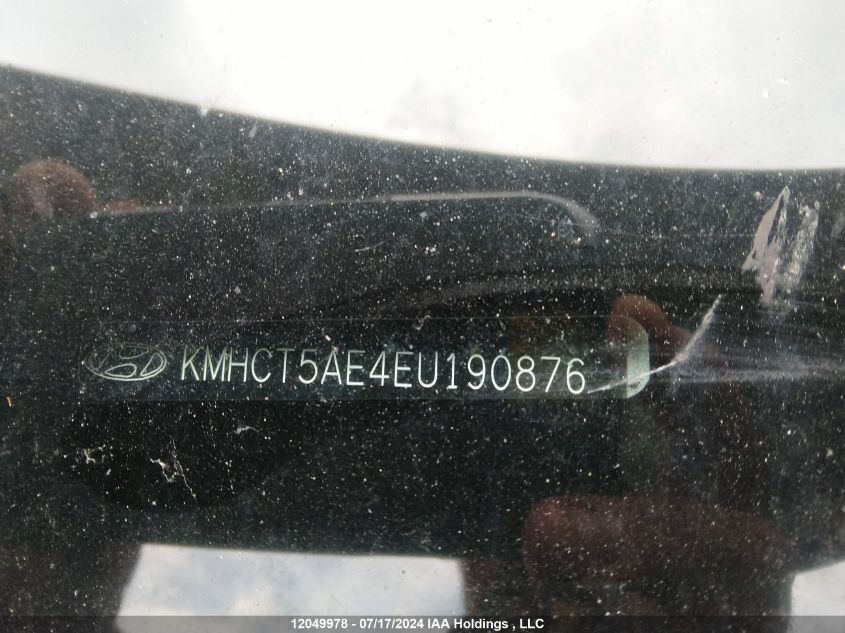 KMHCT5AE4EU190876
12049978 - 07/17/2024 IAA Holdings , LLC